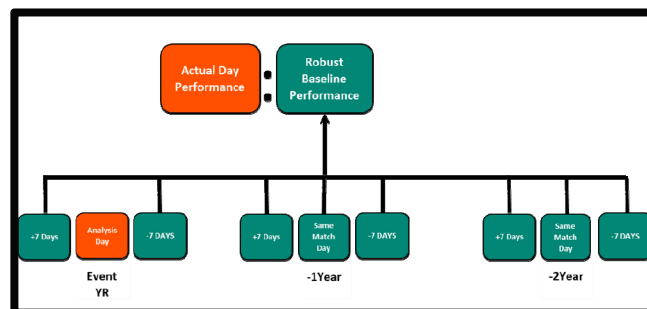 Actual Day
Performance
:
Robust
Baseline
Performance
+7 Days
Analysis
Day
-7 DAYS
+7 Days
Same
Match
Day
-7 DAYS
+7 Days
Same
Match
Day
-7 DAYS
Event
YR
-1Year
-2Year